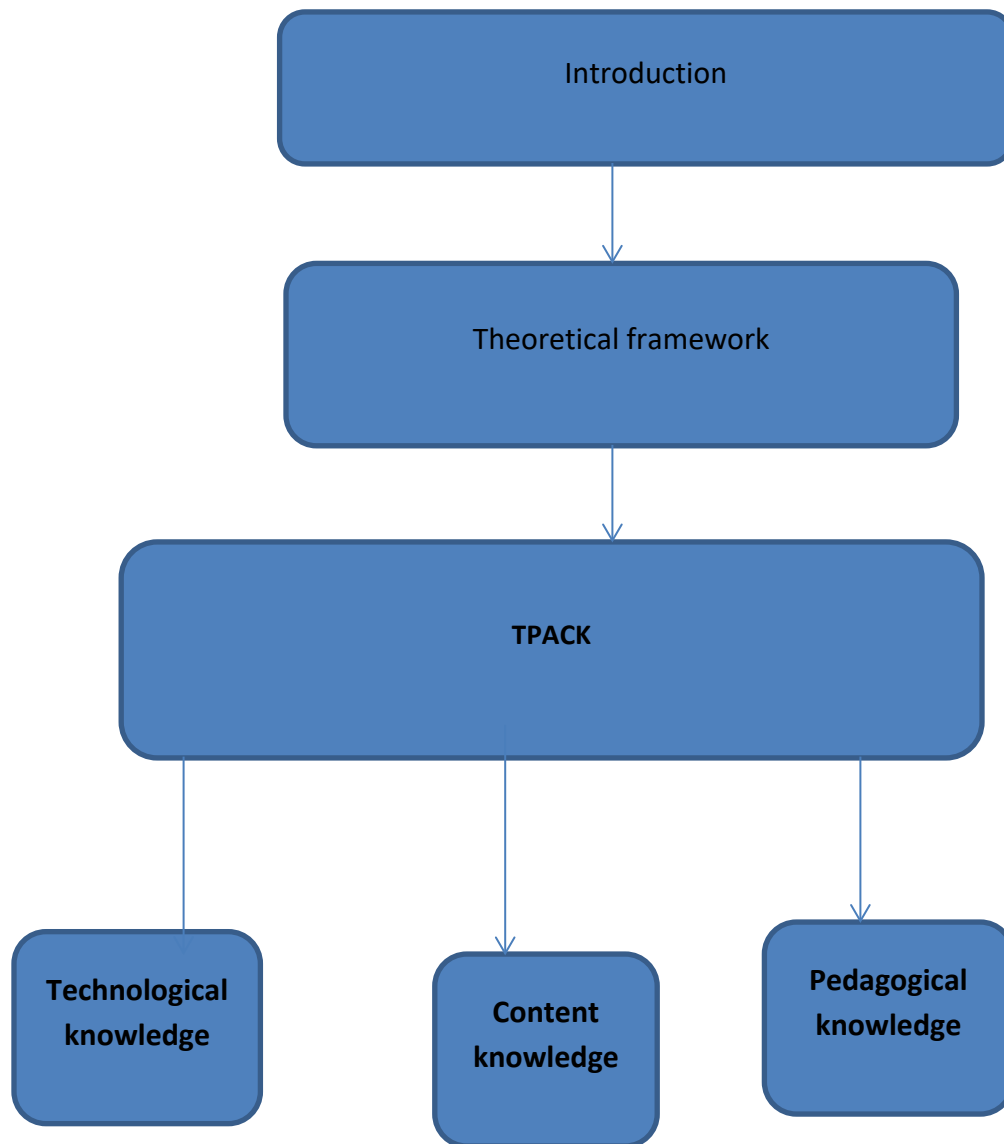 Introduction
Theoretical framework
TPACK
Technological
knowledge
Content
knowledge
Pedagogical
knowledge